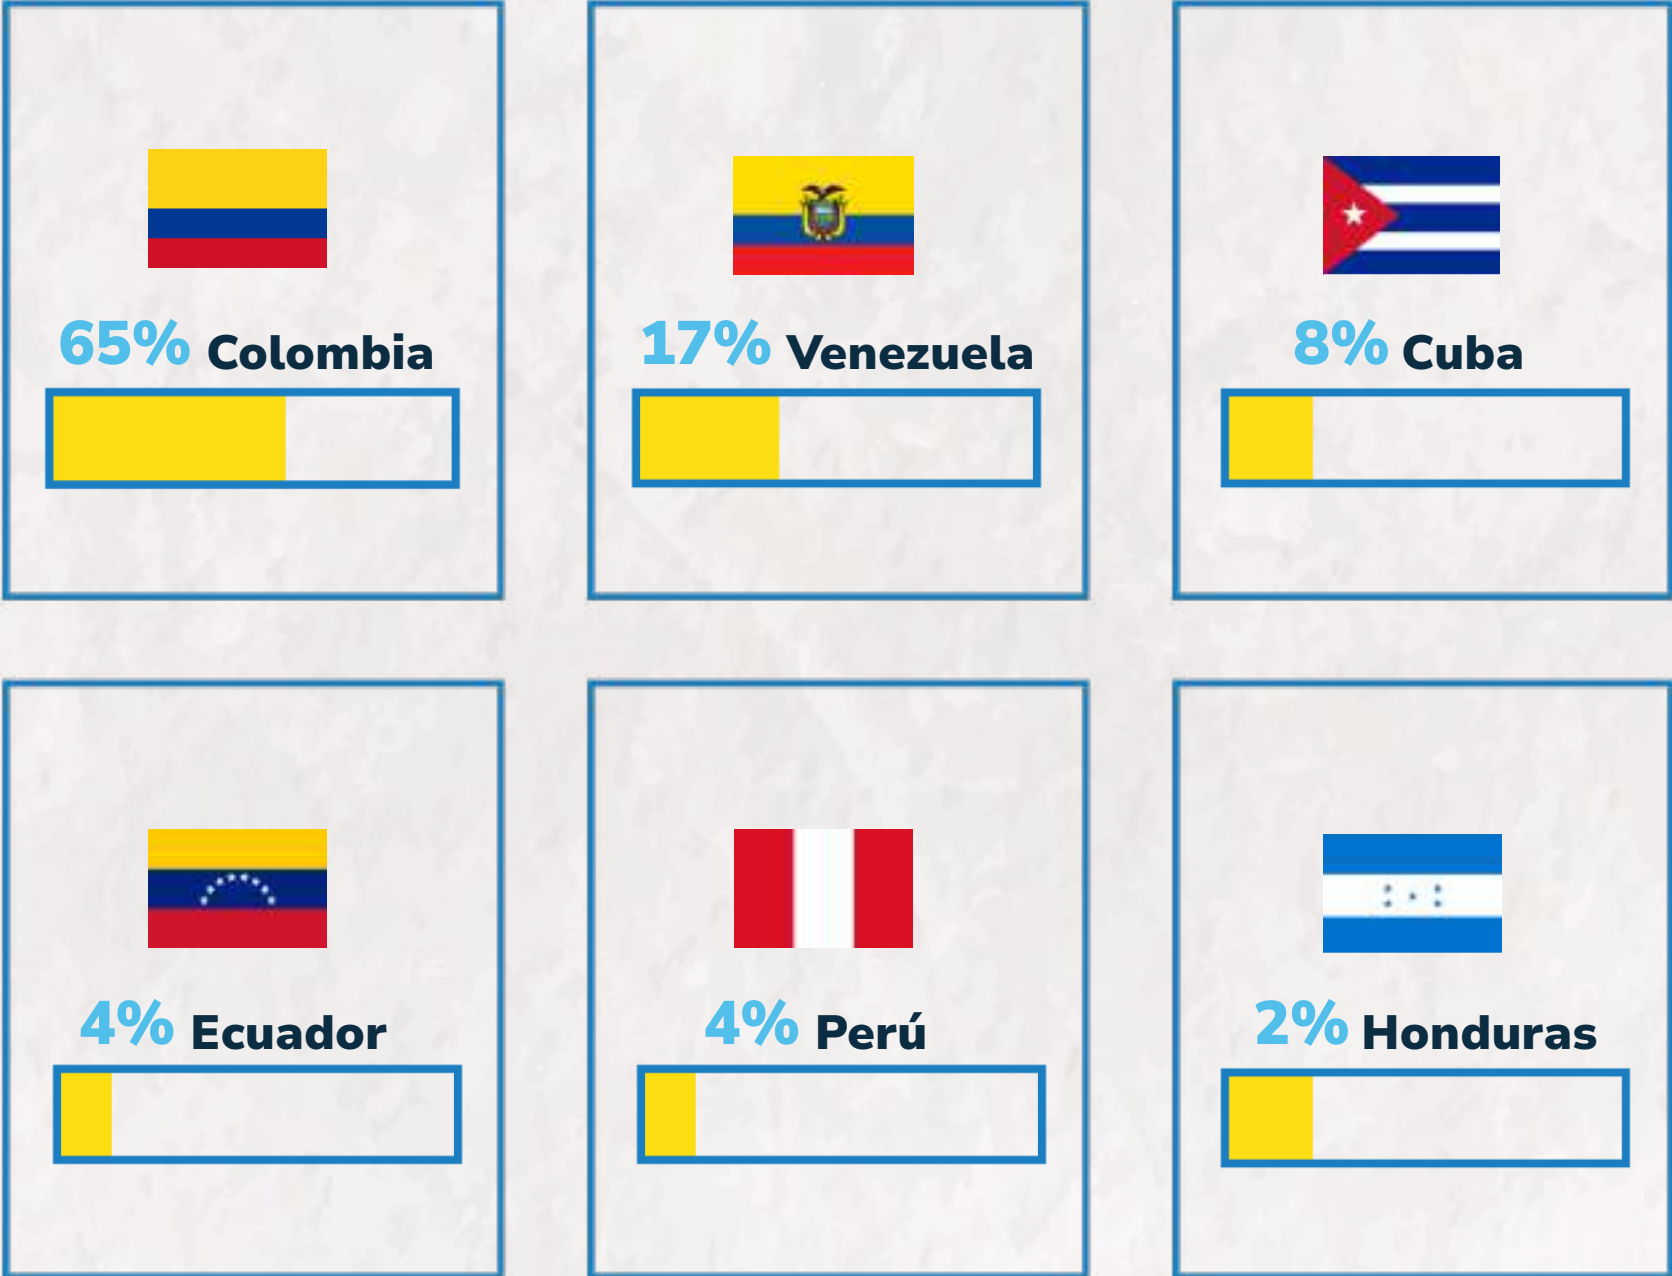 65% Colombia
17% Venezuela
8% Cuba
4% Ecuador
4% Perú
2% Honduras